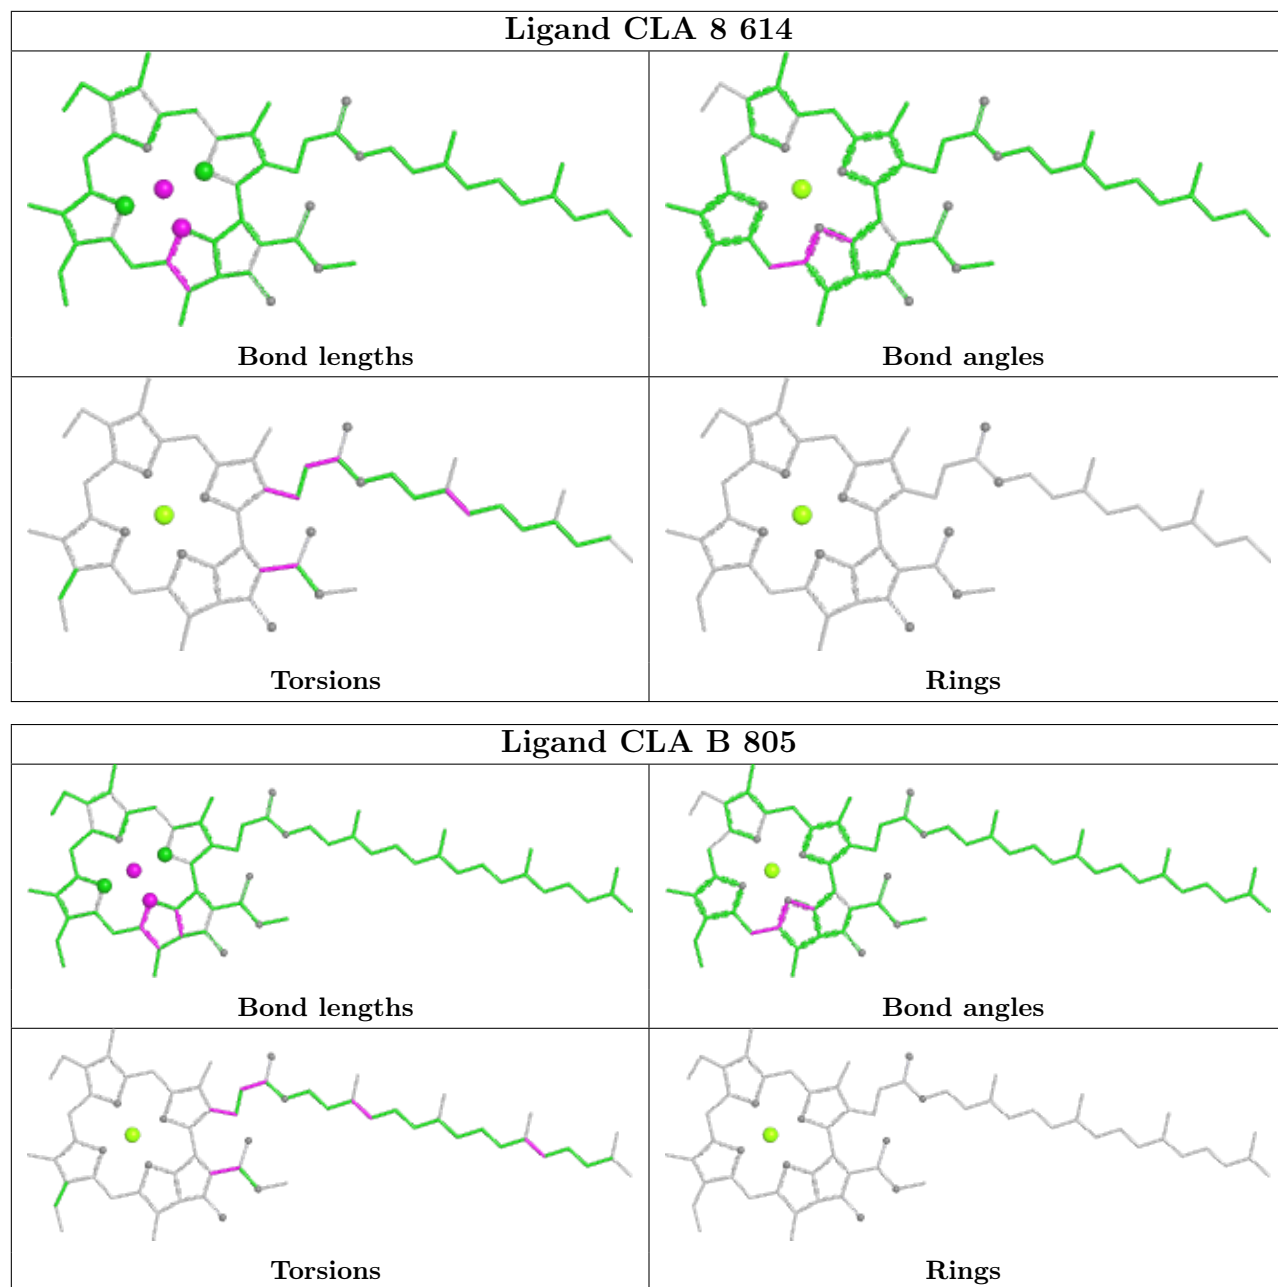 Ligand CLA 8 614
Bond lengths
Bond angles
Torsions
Rings
Ligand CLA B 805
Bond lengths
Bond angles
Torsions
Rings